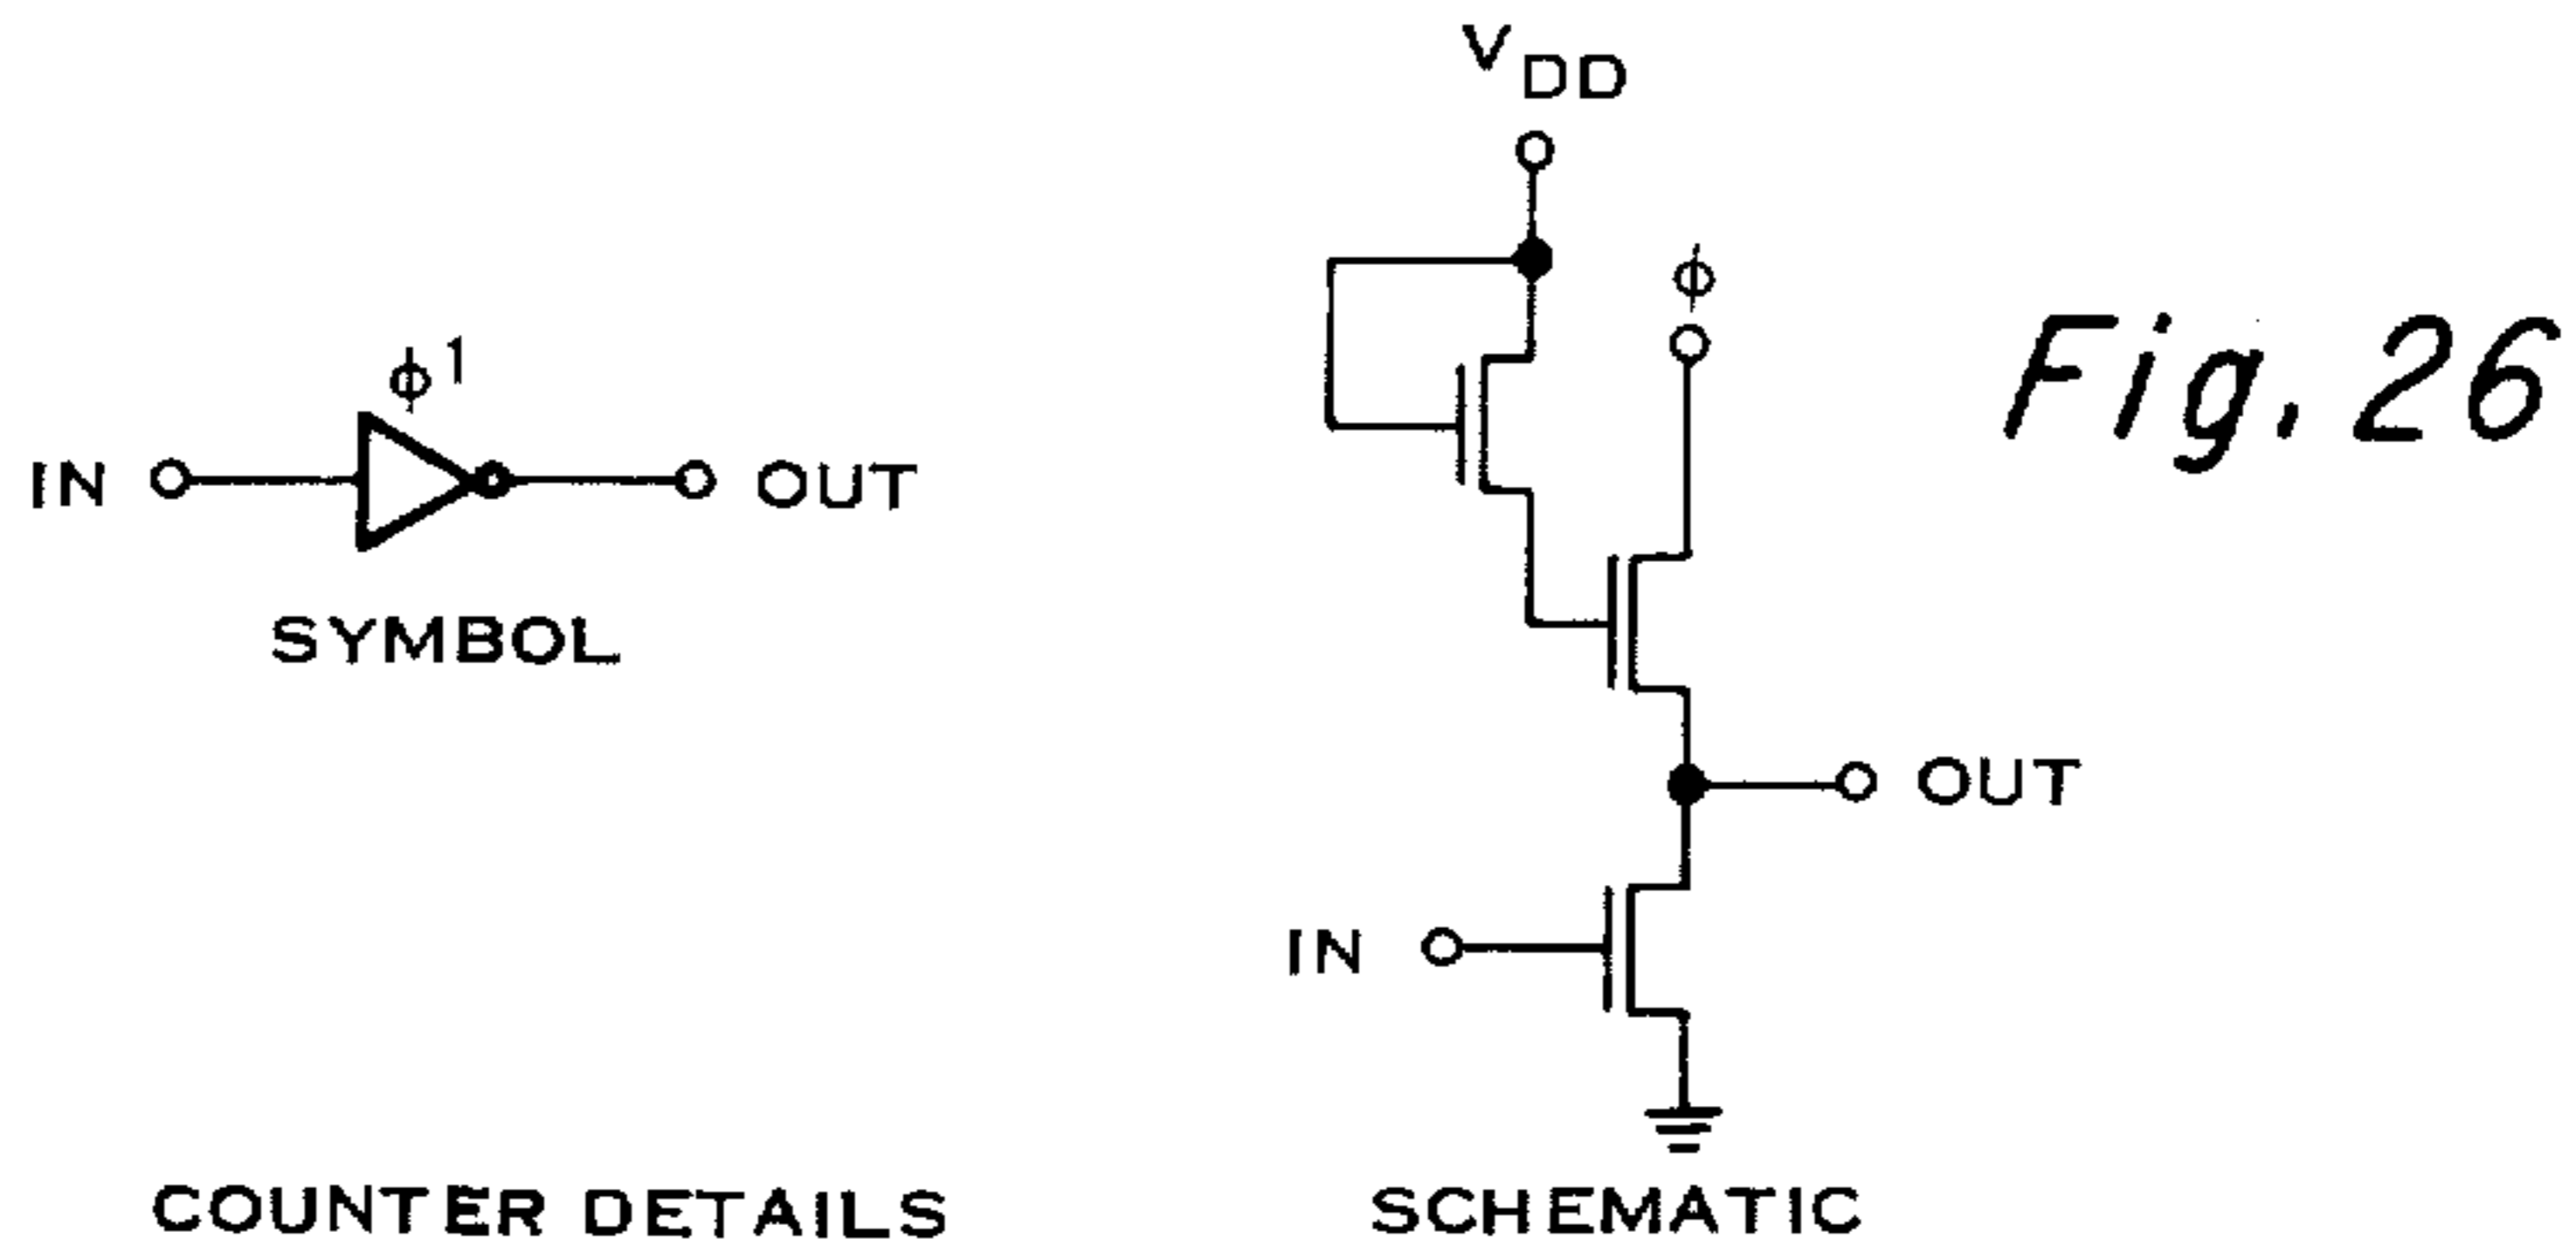 V DD
ϕ
Fig. 26
ϕ1
IN
OUT
SYMBOL
OUT
IN
COUNTER DETAILS
SCHEMATIC